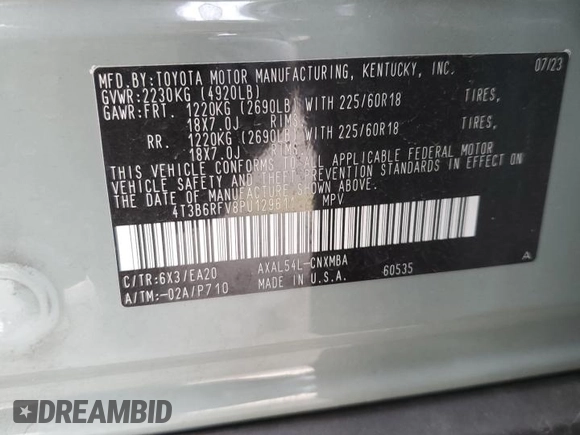 MFD.BY:TOYOTA MOTOR MANUFACTURING, KENTUCKY, INC. 07/23
GVWR:2230KG (4920LB)
GAWR:FRT. 1220KG (2690LB) WITH 225/60R18 TIRES,
18X7.0J RIMS
RR. 1220KG (2690LB) WITH 225/60R18 TIRES,
18X7.0J
THIS VEHICLE CONFORMS TO ALL APPLICABLE FEDERAL MOTOR
VEHICLE SAFETY AND THEFT PREVENTION STANDARDS IN EFFECT ON
THE DATE OF MANUFACTURE SHOWN ABOVE.
MPV
C/TR:6X3/EA20 AXAL54L-CNXMBA A
A/TM:-02A/P710 MADE IN U.S.A. 60535
DREAMBID